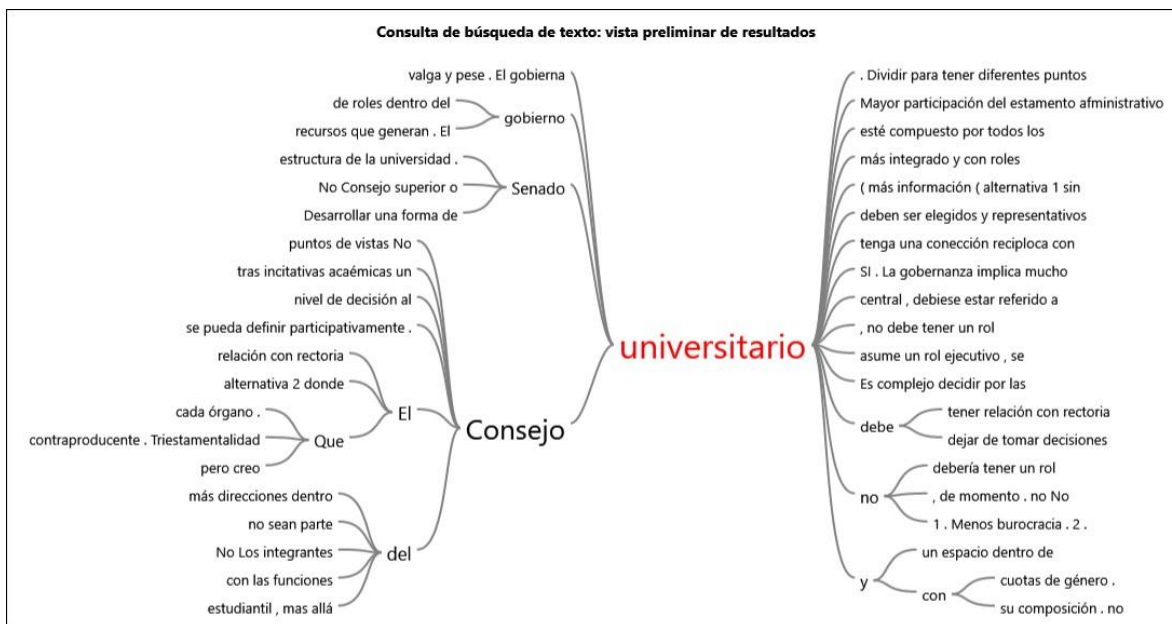 Consulta de búsqueda de texto: vista preliminar de resultados
valga y pese . El gobierna
de roles dentro del
recursos que generan . El
gobierno
estructura de la universidad .
No Consejo superior o
Desarrollar una forma de
Senado
puntos de vistas No
tras incitativas acaémicas un
nivel de decisión al
se pueda definir participativamente .
relación con rectoria
alternativa 2 donde
cada órgano .
contraproducente . Triestamentalidad
pero creo
Que
El
más direcciones dentro
no sean parte
No Los integrantes
con las funciones
estudiantil , mas allá
del
Consejo
universitario
. Dividir para tener diferentes puntos
Mayor participación del estamento afministrativo
esté compuesto por todos los
más integrado y con roles
( más información ( alternativa 1 sin
deben ser elegidos y representativos
tenga una conección reciploca con
SI . La gobernanza implica mucho
central , debiese estar referido a
, no debe tener un rol
asume un rol ejecutivo , se
Es complejo decidir por las
debe
tener relación con rectoria
dejar de tomar decisiones
no
debería tener un rol
, de momento . no No
1 . Menos burocracia . 2 .
y
un espacio dentro de
con
cuotas de género .
su composición . no